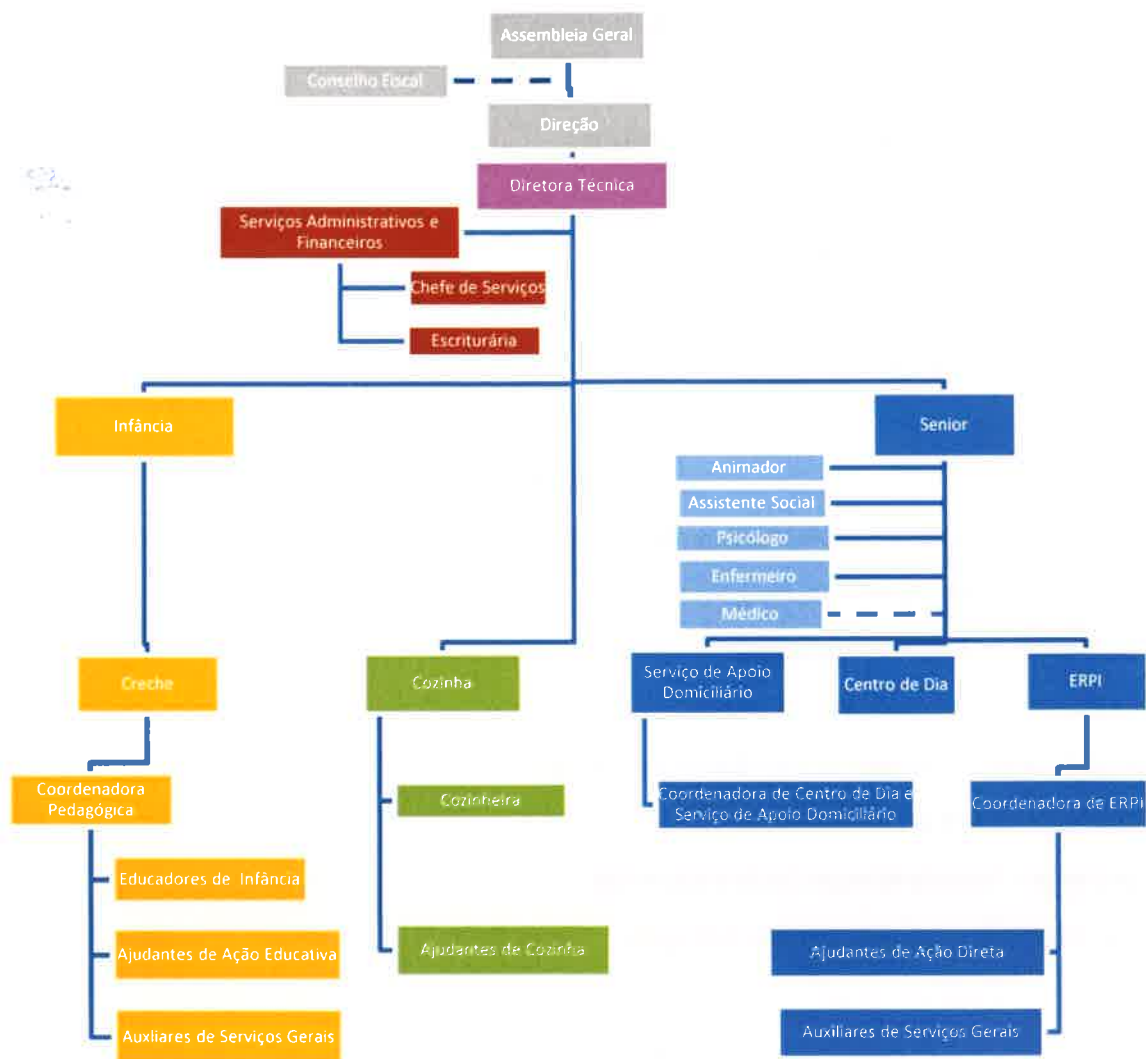 Assembleia Geral
Conselho Fiscal
Direção
Diretora Técnica
Serviços Administrativos e
Financeiros
Chefe de Serviços
Escriturária
Infância
Senior
Animador
Assistente Social
Psicólogo
Enfermeiro
Médico
Creche
Cozinha
Serviço de Apoio
Domiciliário
Centro de Dia
ERPI
Coordenadora
Pedagógica
Cozinheira
Coordenadora de Centro de Dia e
Serviço de Apoio Domiciliário
Coordenadora de ERPI
Educadores de Infância
Ajudantes de Ação Educativa
Ajudantes de Cozinha
Ajudantes de Ação Direta
Auxliares de Serviços Gerais
Auxiliares de Serviços Gerais